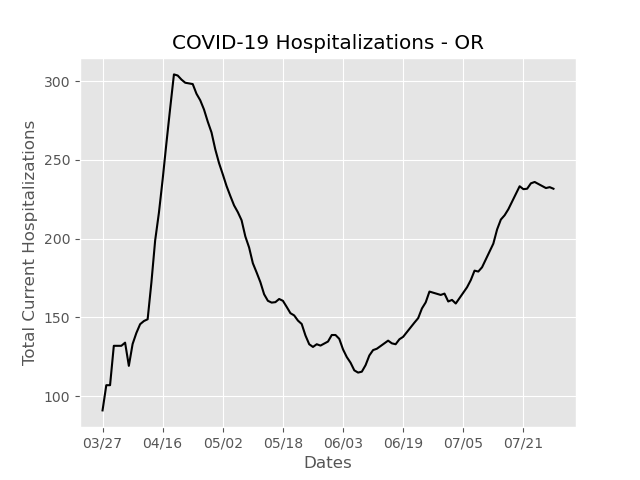 COVID-19 Hospitalizations - OR
300
250
200
150
100
Total Current Hospitalizations
03/27 04/16 05/02 05/18 06/03 06/19 07/05 07/21
Dates